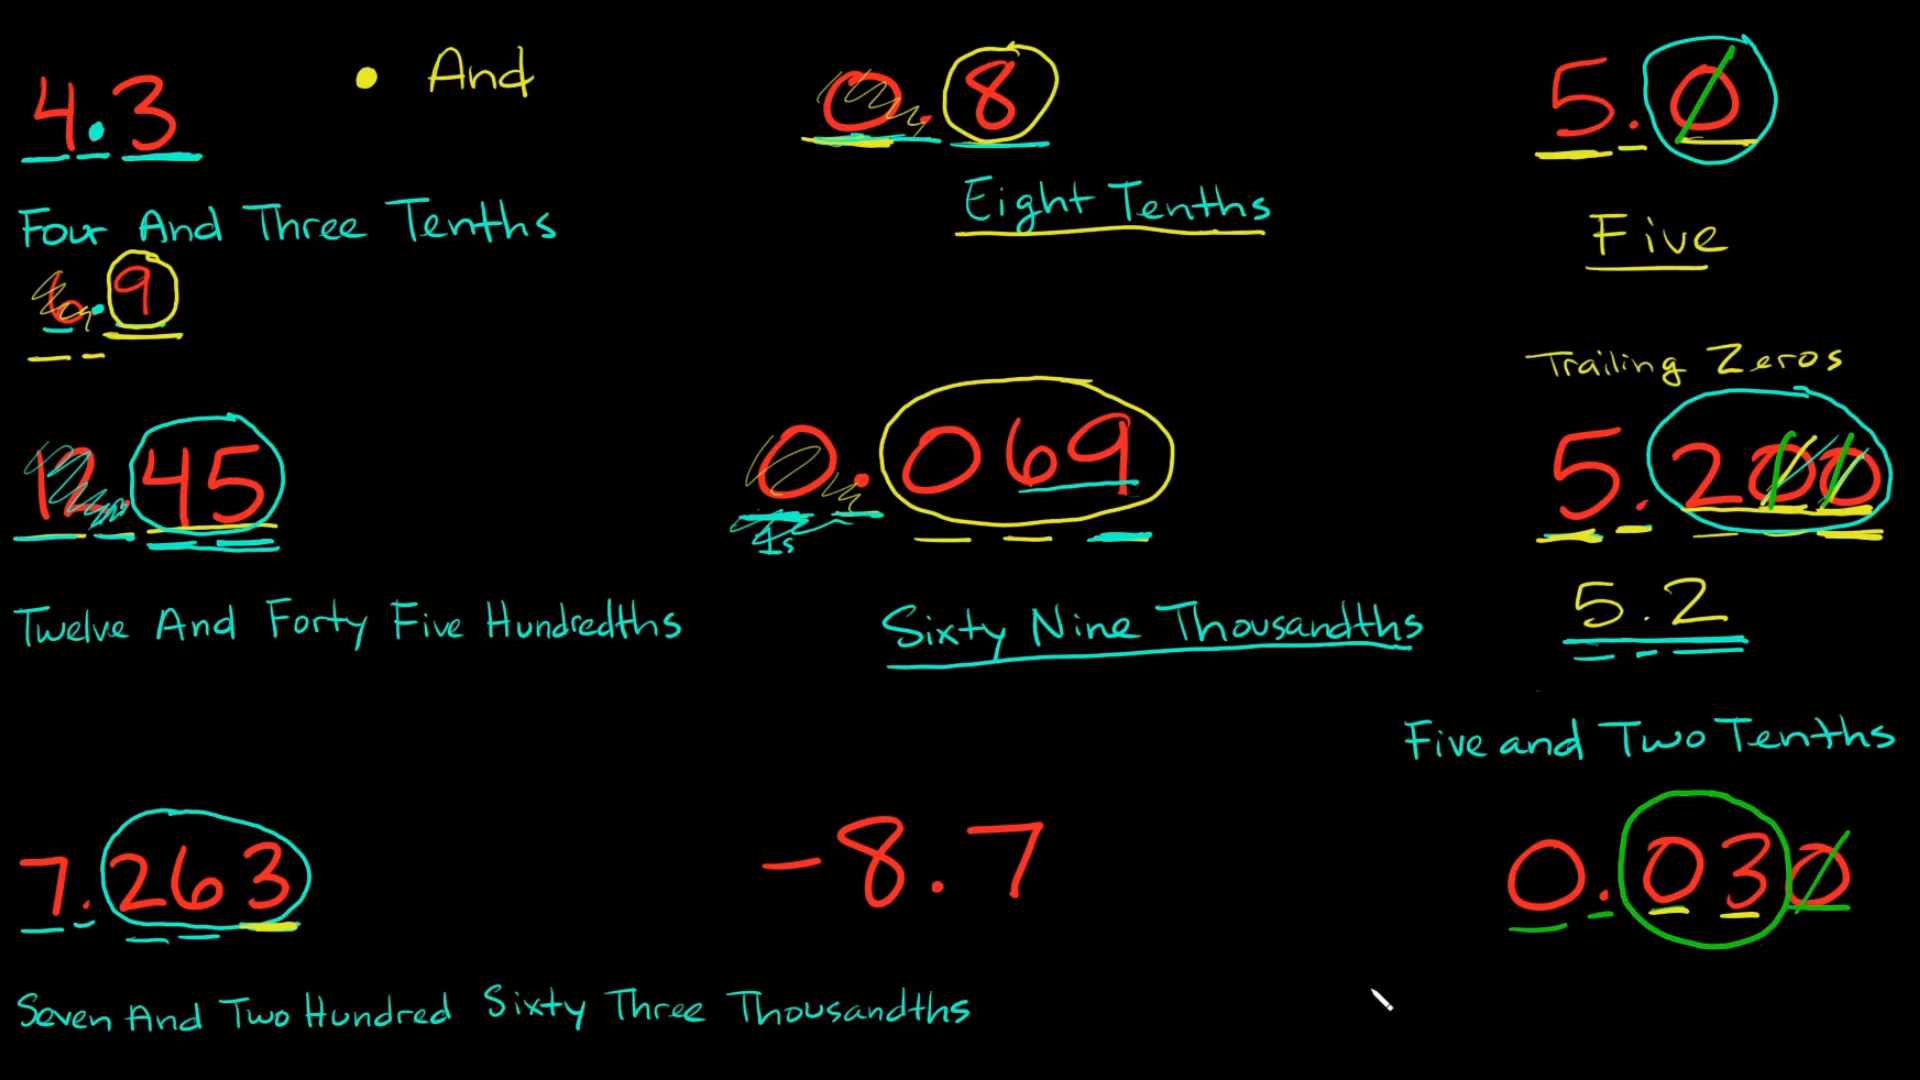 4.3
• And
Four And Three Tenths
6.9
12.45
Twelve And Forty Five Hundredths
7.263
Seven And Two Hundred Sixty Three Thousandths
0.8
Eight Tenths
0.069
1s
Sixty Nine Thousandths
-8.7
5.0
Five
Trailing Zeros
5.200
5.2
Five and Two Tenths
0.030